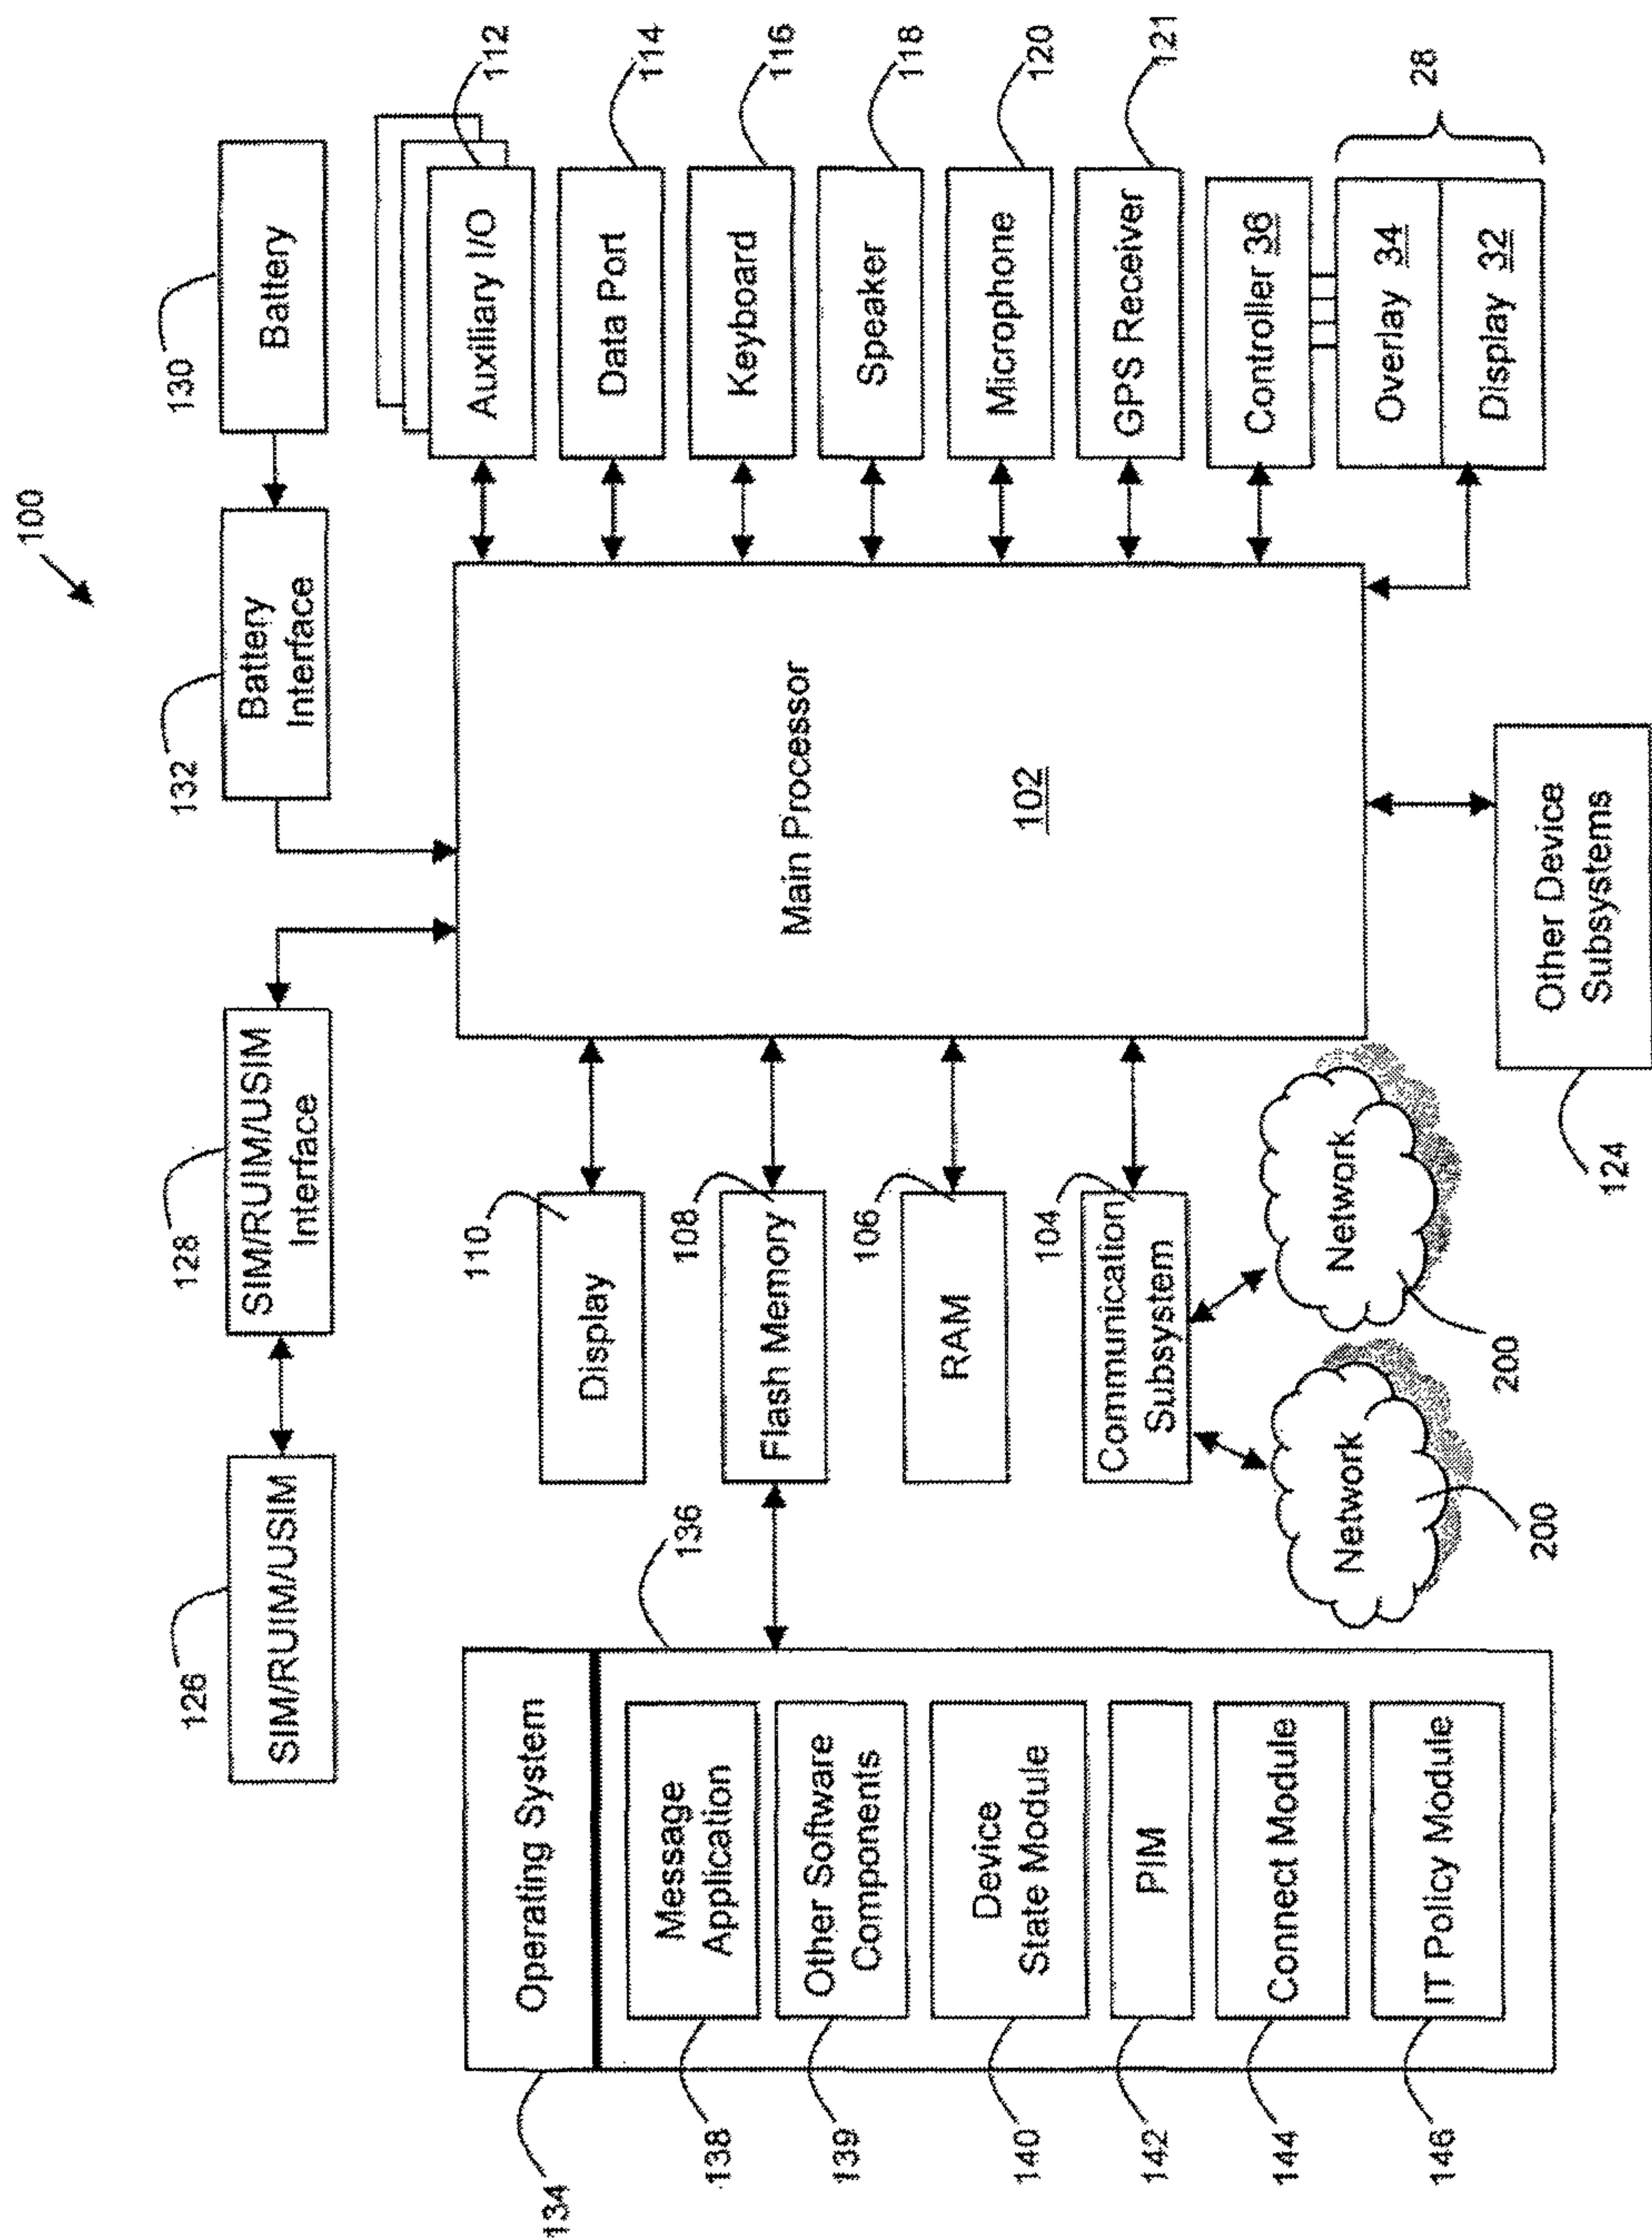 100
126
SIM/RUIM/USIM
128
SIM/RUIM/USIM
Interface
132
Battery
Interface
130
Battery
134
Operating System
136
138
Message
Application
139
Other Software
Components
140
Device
State Module
142
PIM
144
Connect Module
146
IT Policy Module
110
Display
108
Flash Memory
106
RAM
104
Communication
Subsystem
Network
200
Network
200
Main Processor
102
Auxiliary I/O
112
Data Port
114
Keyboard
116
Speaker
118
Microphone
120
GPS Receiver
121
Controller 36
Overlay 34
Display 32
28
Other Device
Subsystems
124